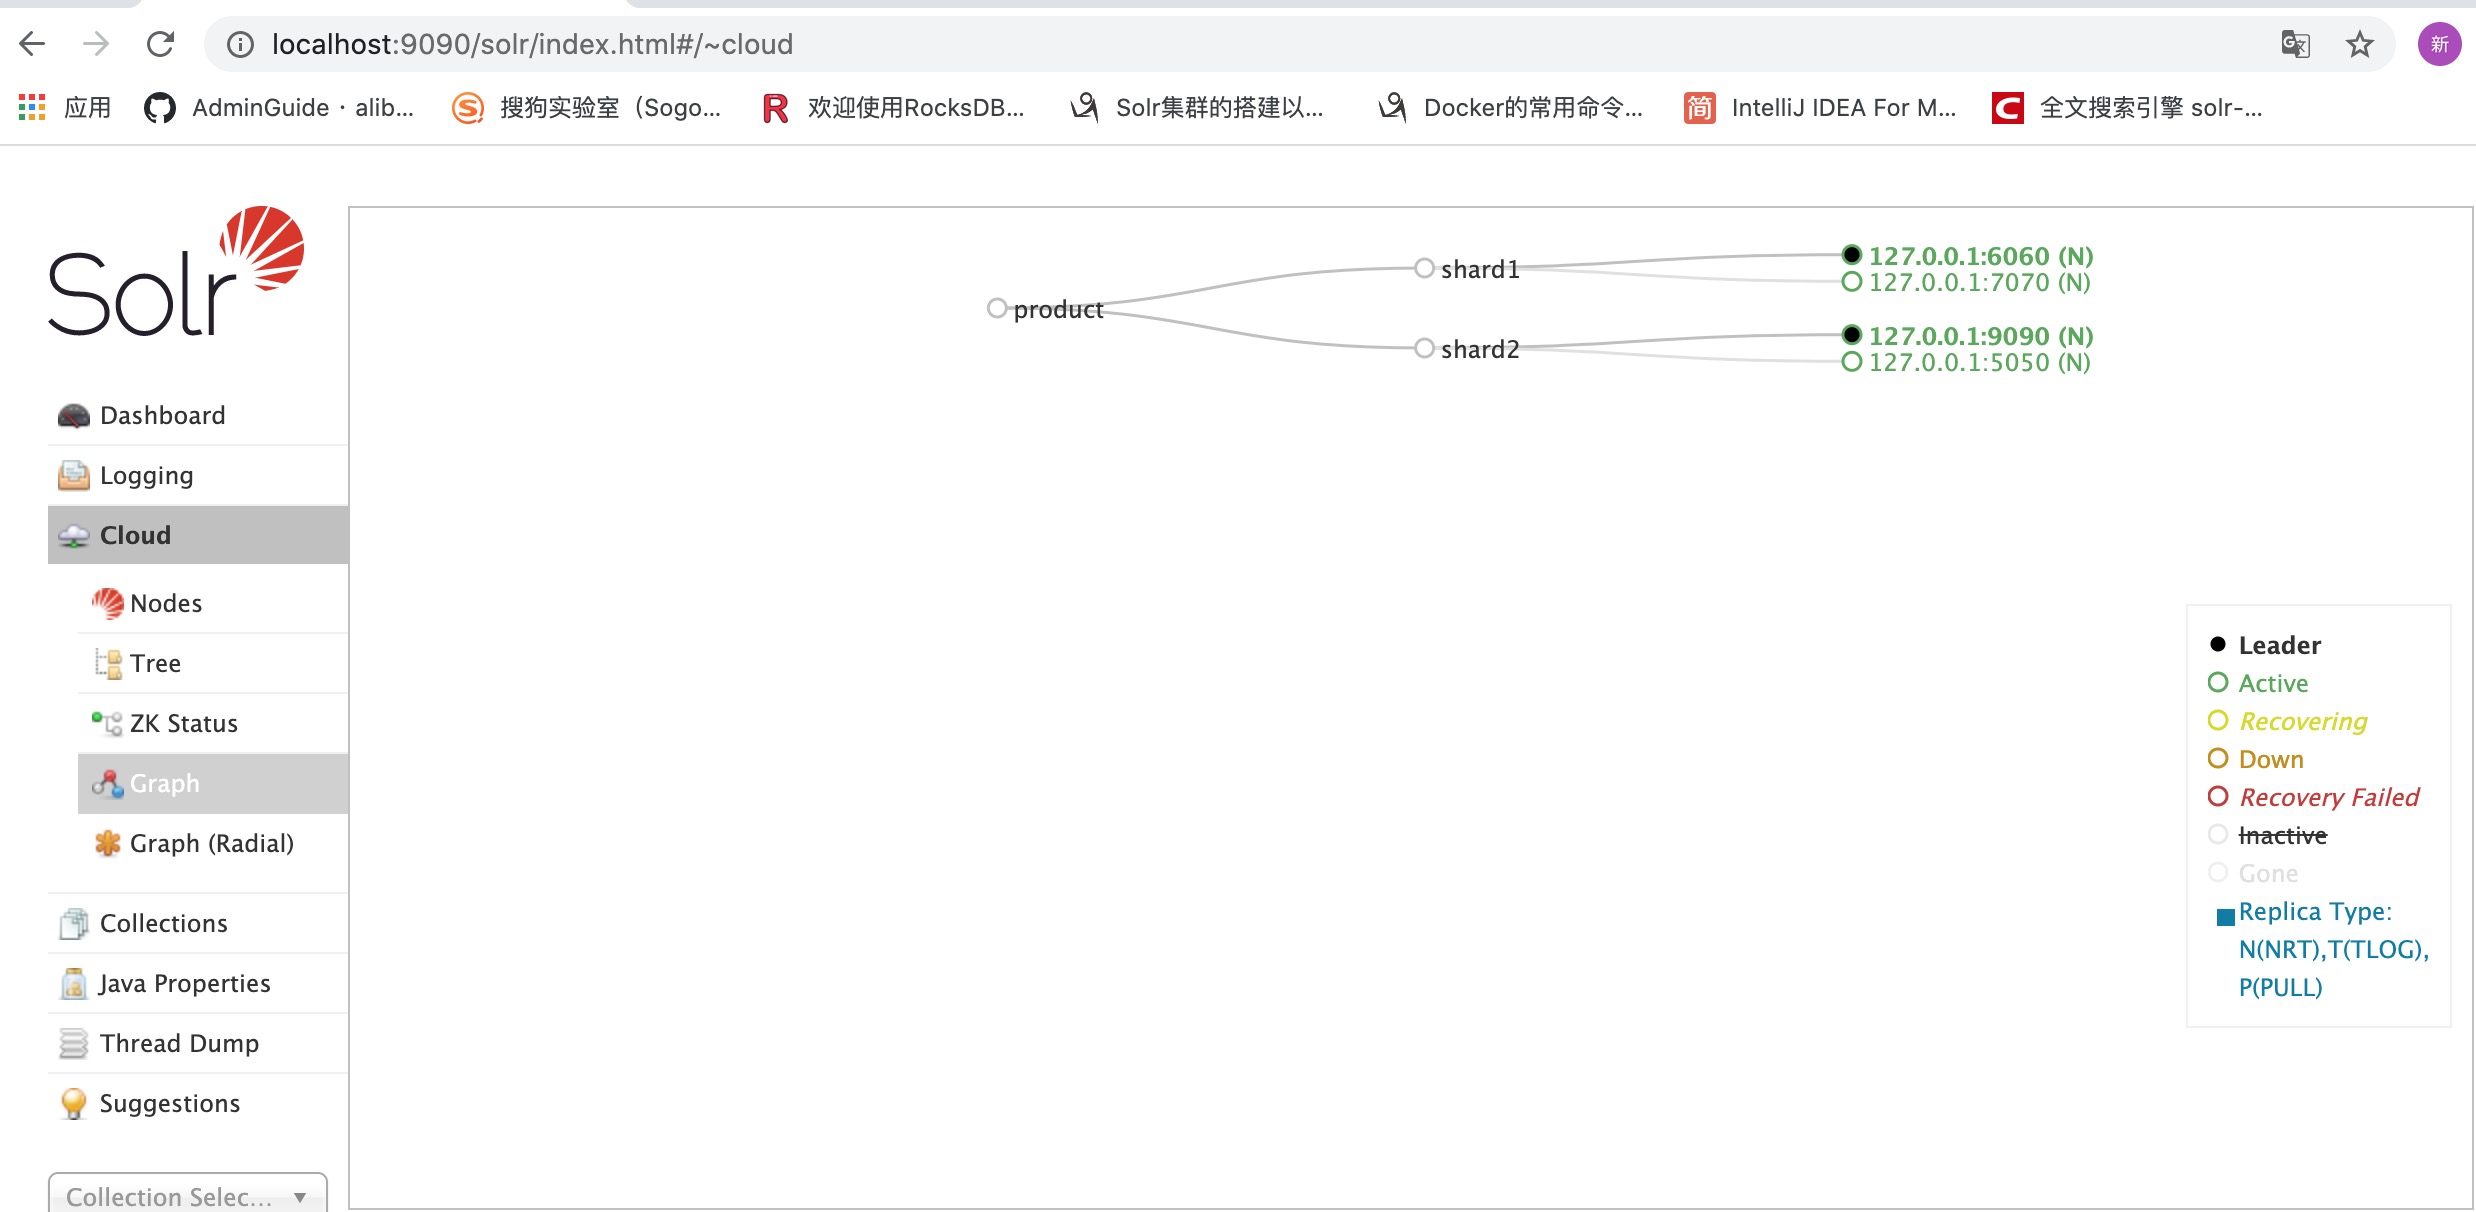 localhost:9090/solr/index.html#/~cloud
新
应用
AdminGuide · alib...
搜狗实验室（Sogo...
欢迎使用RocksDB...
Solr集群的搭建以...
Docker的常用命令...
简
IntelliJ IDEA For M...
全文搜索引擎 solr-...
Solr
Dashboard
Logging
Cloud
Nodes
Tree
ZK Status
Graph
Graph (Radial)
Collections
Java Properties
Thread Dump
Suggestions
Collection Selec...
product
shard1
127.0.0.1:6060 (N)
127.0.0.1:7070 (N)
shard2
127.0.0.1:9090 (N)
127.0.0.1:5050 (N)
Leader
Active
Recovering
Down
Recovery Failed
Inactive
Gone
Replica Type:
N(NRT),T(TLOG),
P(PULL)